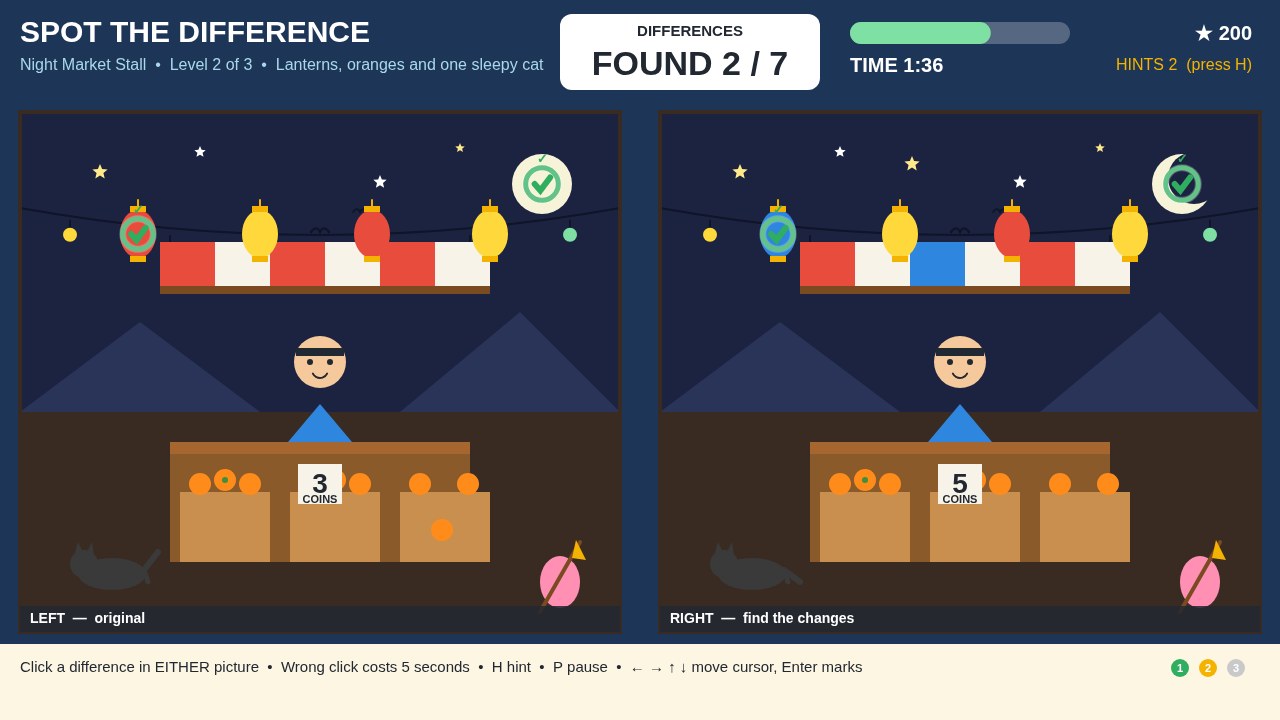 SPOT THE DIFFERENCE
Night Market Stall • Level 2 of 3 • Lanterns, oranges and one sleepy cat
DIFFERENCES
FOUND 2 / 7
TIME 1:36
★ 200
HINTS 2 (press H)
3
COINS
5
COINS
LEFT — original
RIGHT — find the changes
Click a difference in EITHER picture • Wrong click costs 5 seconds • H hint • P pause • ← → ↑ ↓ move cursor, Enter marks
1 2 3